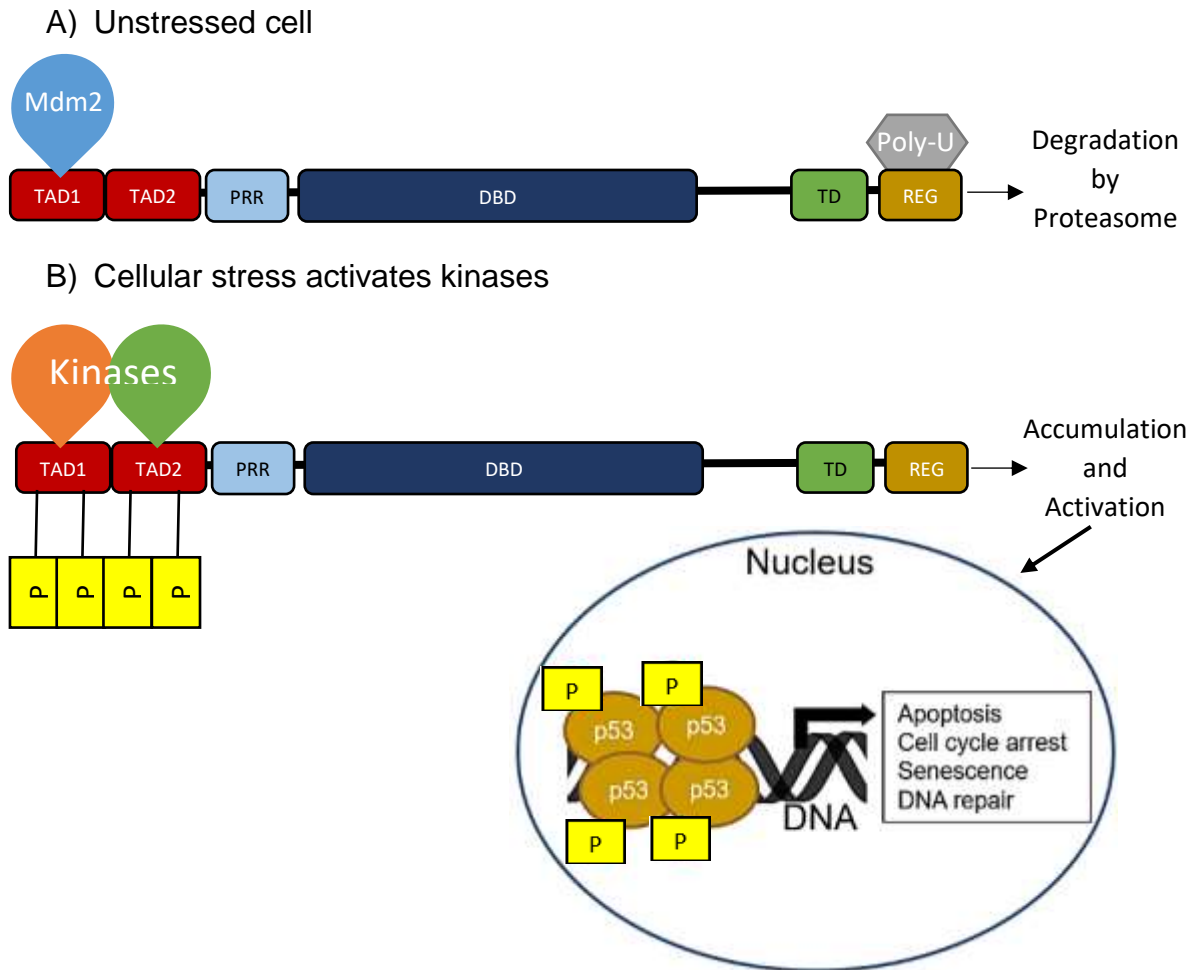 A) Unstressed cell
Mdm2
Poly-U
TAD1 TAD2 PRR DBD TD REG
Degradation
by
Proteasome
B) Cellular stress activates kinases
Kinases
TAD1 TAD2 PRR DBD TD REG
Accumulation
and
Activation
P P P P
Nucleus
P P
p53 p53
p53 p53
P P
DNA
Apoptosis
Cell cycle arrest
Senescence
DNA repair